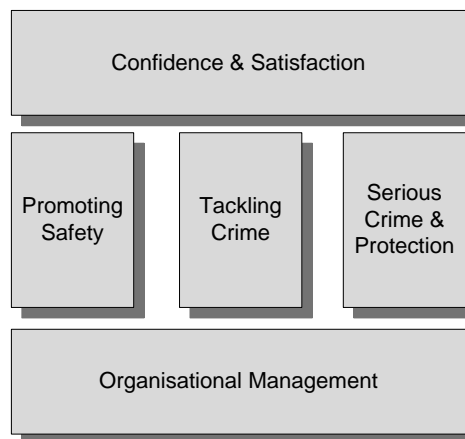 Confidence & Satisfaction
Promoting
Safety
Tackling
Crime
Serious
Crime &
Protection
Organisational Management